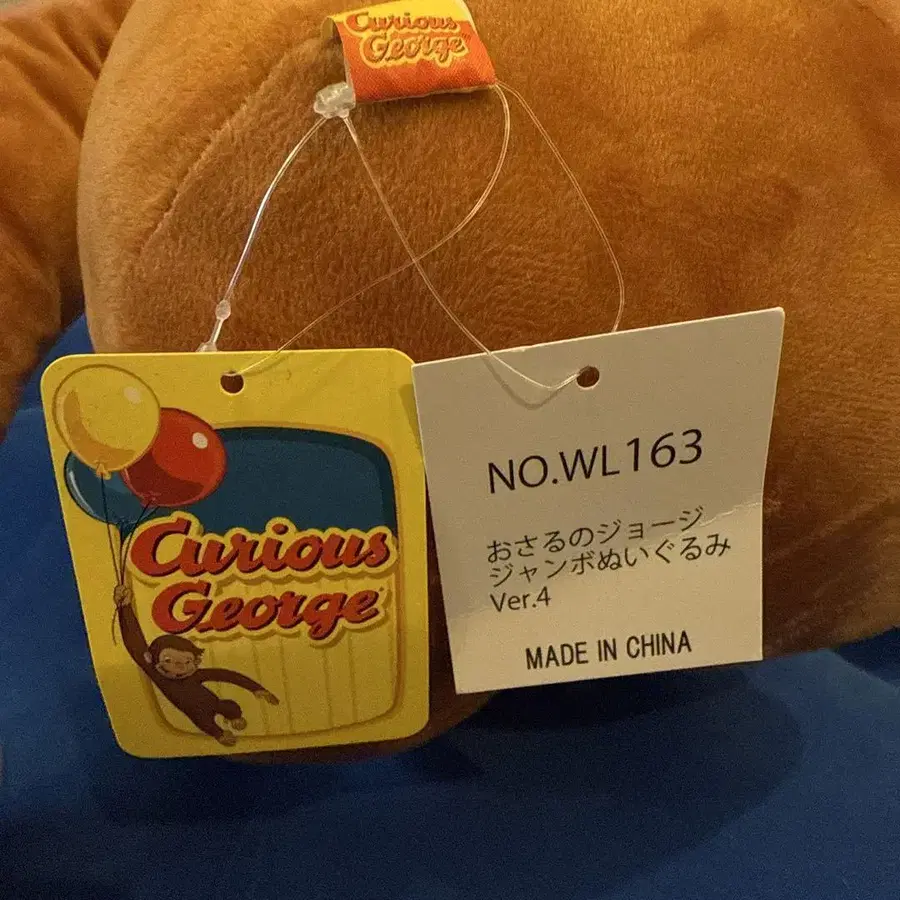 Curious
George
Curious
George
NO.WL163
おさるのジョージ
ジャンボぬいぐるみ
Ver.4
MADE IN CHINA